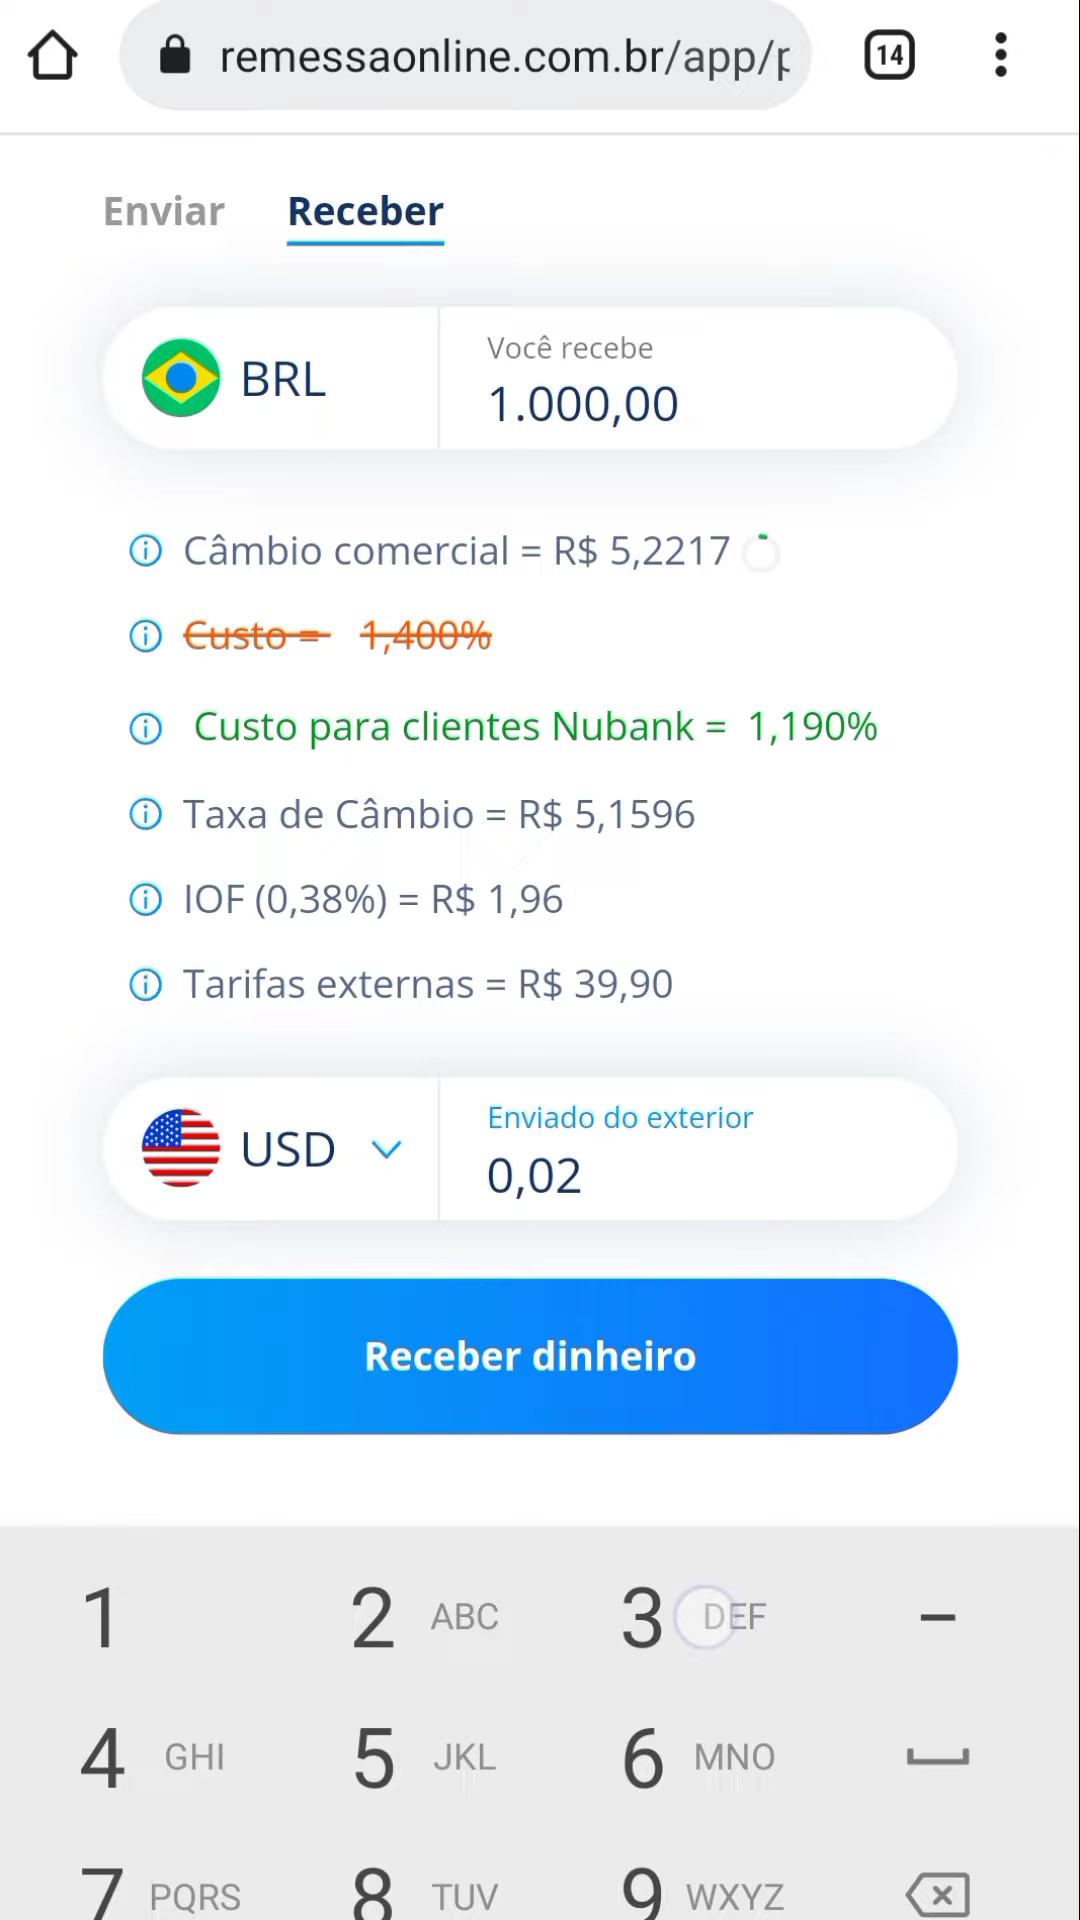 remessaonline.com.br/app/p
14
Enviar Receber
BRL
Você recebe
1.000,00
Câmbio comercial = R$ 5,2217
Custo = 1,400%
Custo para clientes Nubank = 1,190%
Taxa de Câmbio = R$ 5,1596
IOF (0,38%) = R$ 1,96
Tarifas externas = R$ 39,90
USD
Enviado do exterior
0,02
Receber dinheiro
1 2 ABC 3 DEF –
4 GHI 5 JKL 6 MNO
7 PQRS 8 TUV 9 WXYZ